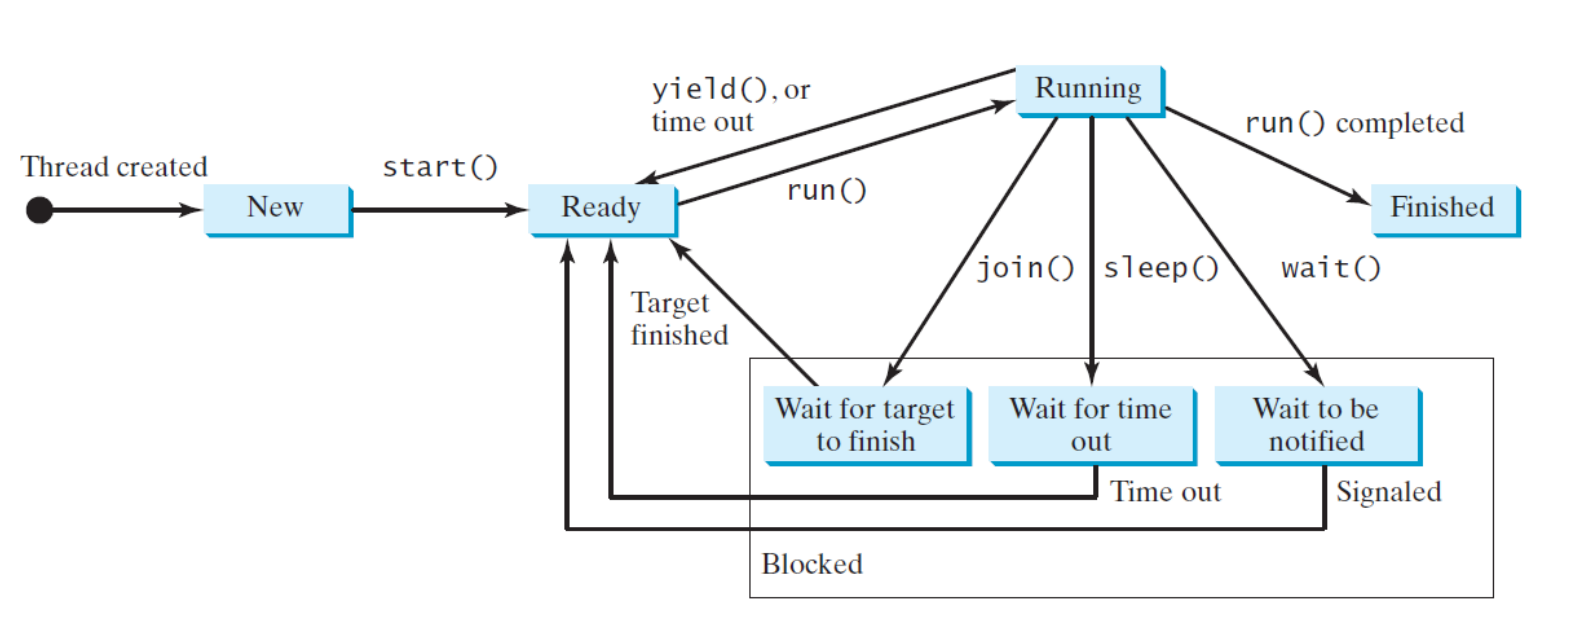 yield(), or
time out
Running
run() completed
Thread created
start()
New
Ready
run()
Finished
join()
sleep()
wait()
Target
finished
Wait for target
to finish
Wait for time
out
Wait to be
notified
Time out
Signaled
Blocked